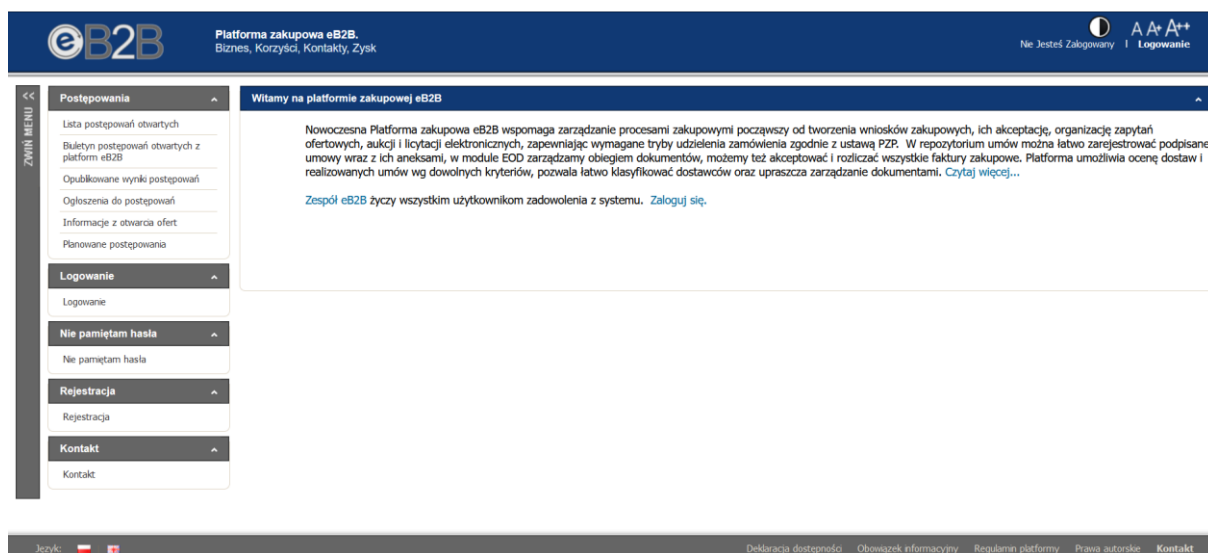 eB2B
Platforma zakupowa eB2B.
Biznes, Korzyści, Kontakty, Zysk
A A+ A++
Nie Jesteś Zalogowany | Logowanie
<< ZWIŃ MENU
Postępowania
Lista postępowań otwartych
Biuletyn postępowań otwartych z
platform eB2B
Opublikowane wyniki postępowań
Ogłoszenia do postępowań
Informacje z otwarcia ofert
Planowane postępowania
Logowanie
Logowanie
Nie pamiętam hasła
Nie pamiętam hasła
Rejestracja
Rejestracja
Kontakt
Kontakt
Witamy na platformie zakupowej eB2B
Nowoczesna Platforma zakupowa eB2B wspomaga zarządzanie procesami zakupowymi począwszy od tworzenia wniosków zakupowych, ich akceptację, organizację zapytań
ofertowych, aukcji i licytacji elektronicznych, zapewniając wymagane tryby udzielenia zamówienia zgodnie z ustawą PZP. W repozytorium umów można łatwo zarejestrować podpisane
umowy wraz z ich aneksami, w module EOD zarządzamy obiegiem dokumentów, możemy też akceptować i rozliczać wszystkie faktury zakupowe. Platforma umożliwia ocenę dostaw i
realizowanych umów wg dowolnych kryteriów, pozwala łatwo klasyfikować dostawców oraz upraszcza zarządzanie dokumentami. Czytaj więcej...
Zespół eB2B życzy wszystkim użytkownikom zadowolenia z systemu. Zaloguj się.
Język:
Deklaracja dostępności Obowiązek informacyjny Regulamin platformy Prawa autorskie Kontakt